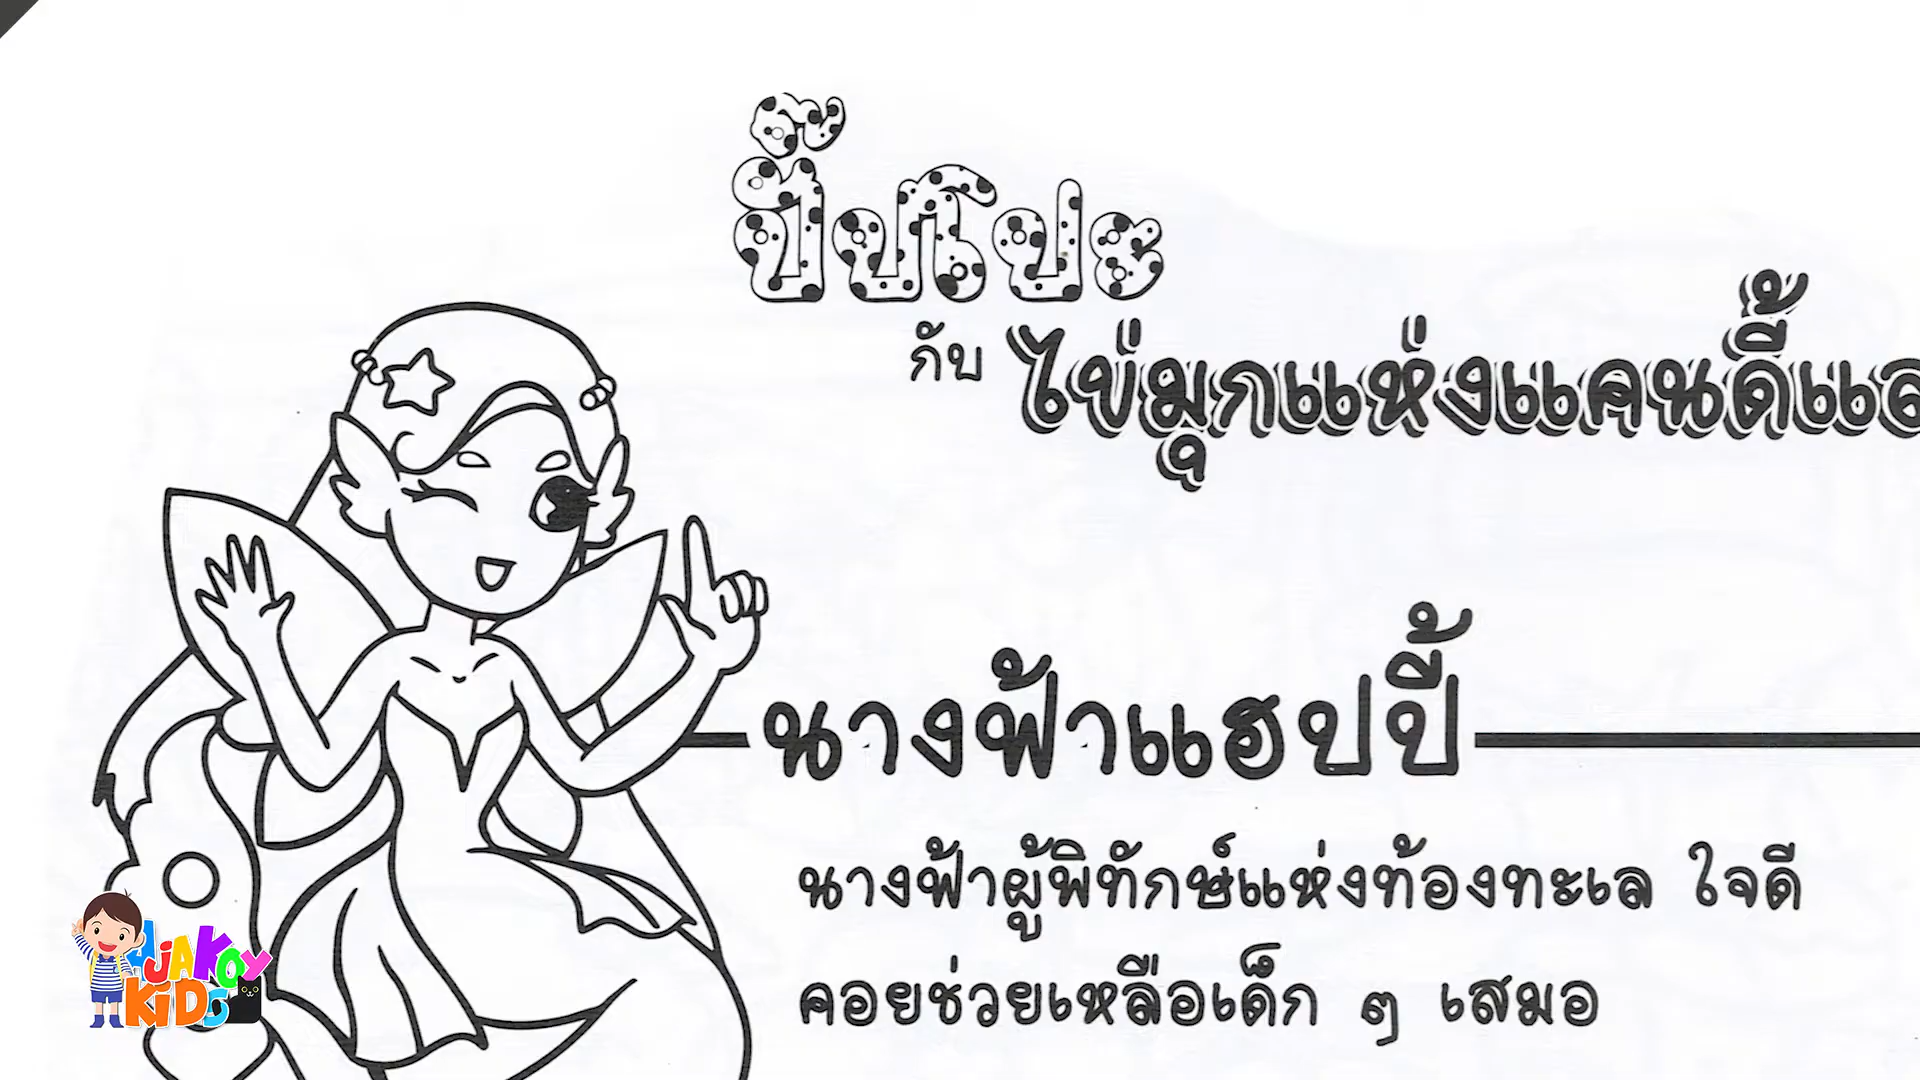 ปั๊ปโปะ
กับ ไข่มุกแห่งแคนดี้แล
นางฟ้าแฮปปี้
นางฟ้าผู้พิทักษ์แห่งท้องทะเล ใจดี
คอยช่วยเหลือเด็ก ๆ เสมอ
JAKOY
KIDS